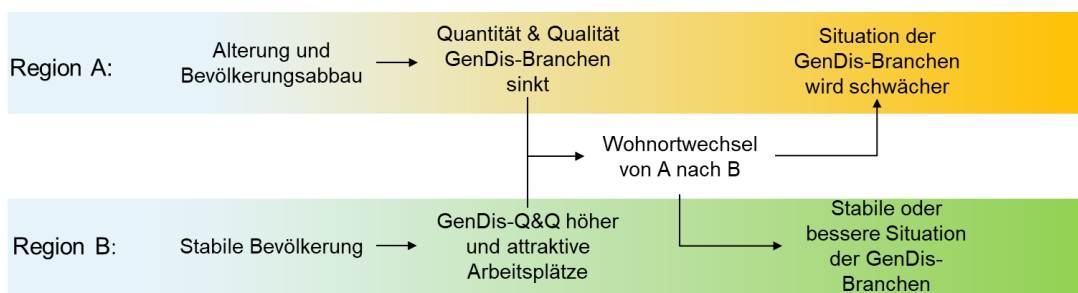 Region A:
Alterung und
Bevölkerungsabbau
Quantität & Qualität
GenDis-Branchen
sinkt
Situation der
GenDis-Branchen
wird schwächer
Wohnortwechsel
von A nach B
Region B:
Stabile Bevölkerung
GenDis-Q&Q höher
und attraktive
Arbeitsplätze
Stabile oder
bessere Situation
der GenDis-
Branchen